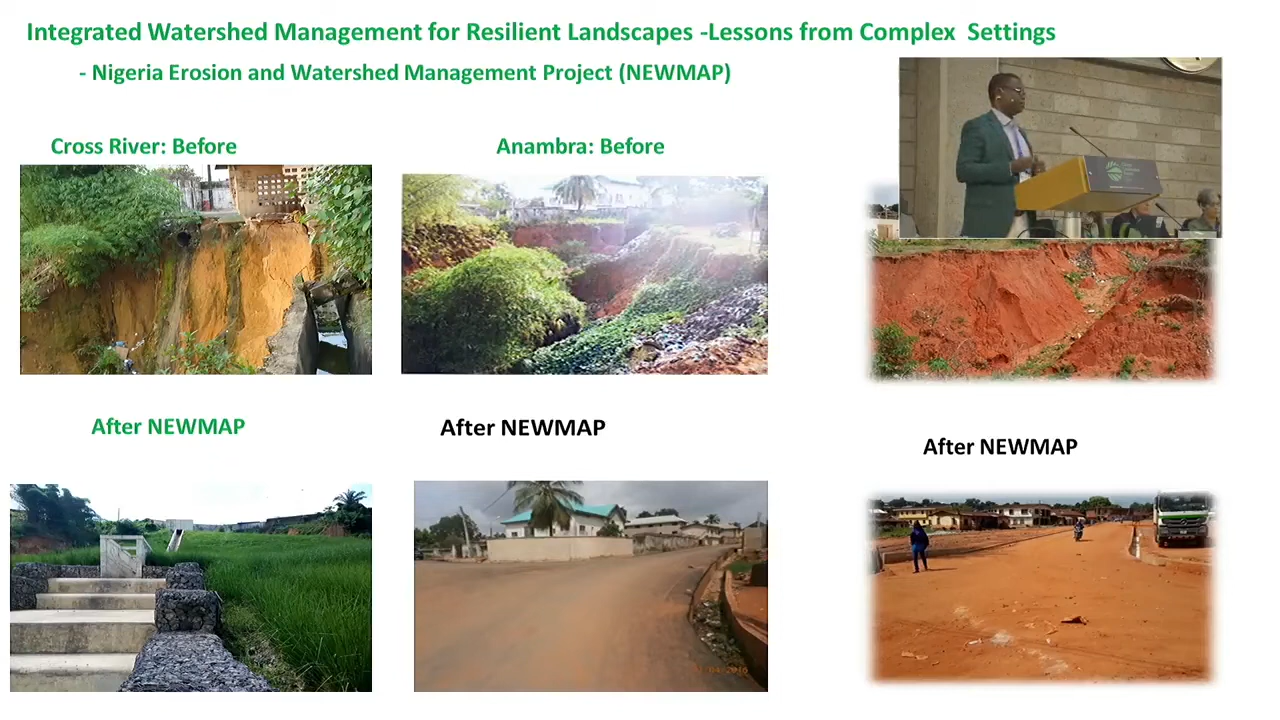 Integrated Watershed Management for Resilient Landscapes -Lessons from Complex  Settings
- Nigeria Erosion and Watershed Management Project (NEWMAP)
Cross River: Before
Anambra: Before
After NEWMAP
After NEWMAP
After NEWMAP